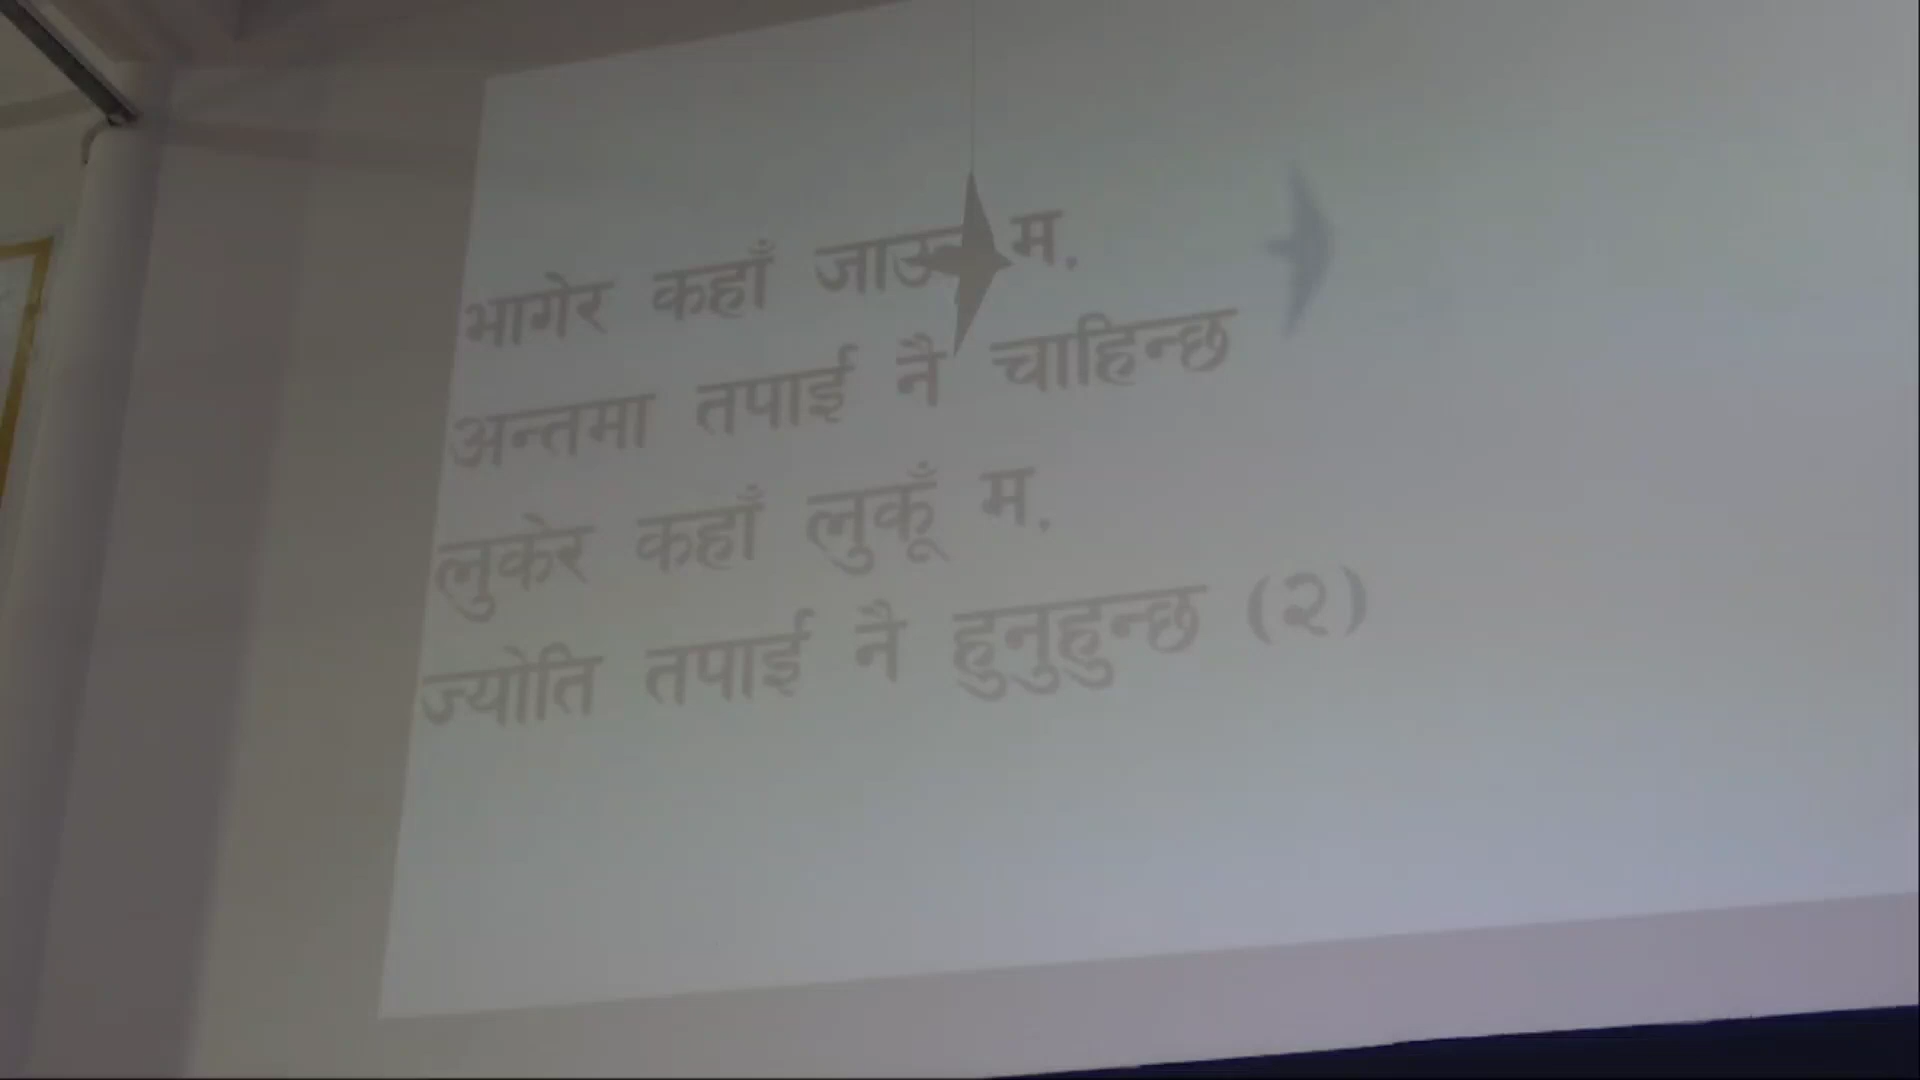 भागेर कहाँ जाऊ म.
अन्तमा तपाई नै चाहिन्छ
लुकेर कहाँ लुकूँ म.
ज्योति तपाई नै हुनुहुन्छ (२)